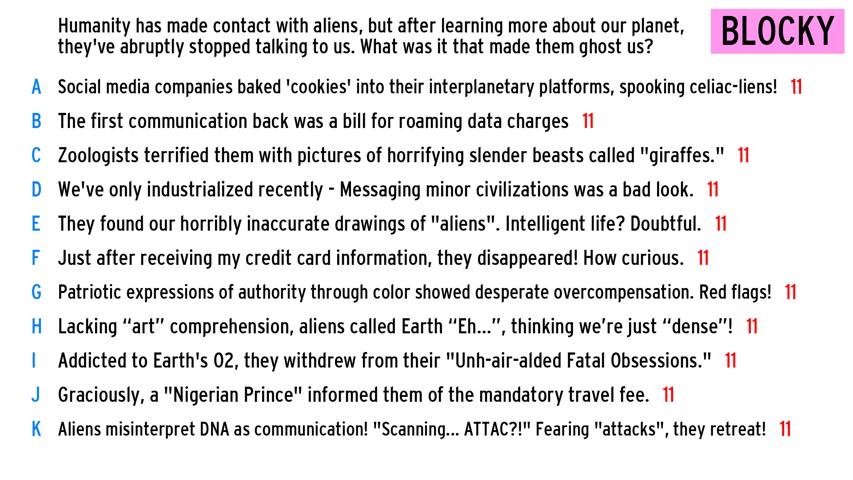 Humanity has made contact with aliens, but after learning more about our planet,
they've abruptly stopped talking to us. What was it that made them ghost us?
BLOCKY
A Social media companies baked 'cookies' into their interplanetary platforms, spooking celiac-liens! 11
B The first communication back was a bill for roaming data charges 11
C Zoologists terrified them with pictures of horrifying slender beasts called "giraffes." 11
D We've only industrialized recently - Messaging minor civilizations was a bad look. 11
E They found our horribly inaccurate drawings of "aliens". Intelligent life? Doubtful. 11
F Just after receiving my credit card information, they disappeared! How curious. 11
G Patriotic expressions of authority through color showed desperate overcompensation. Red flags! 11
H Lacking “art” comprehension, aliens called Earth “Eh...”, thinking we’re just “dense”! 11
I Addicted to Earth's O2, they withdrew from their "Unh-air-alded Fatal Obsessions." 11
J Graciously, a "Nigerian Prince" informed them of the mandatory travel fee. 11
K Aliens misinterpret DNA as communication! "Scanning... ATTAC?!" Fearing "attacks", they retreat! 11